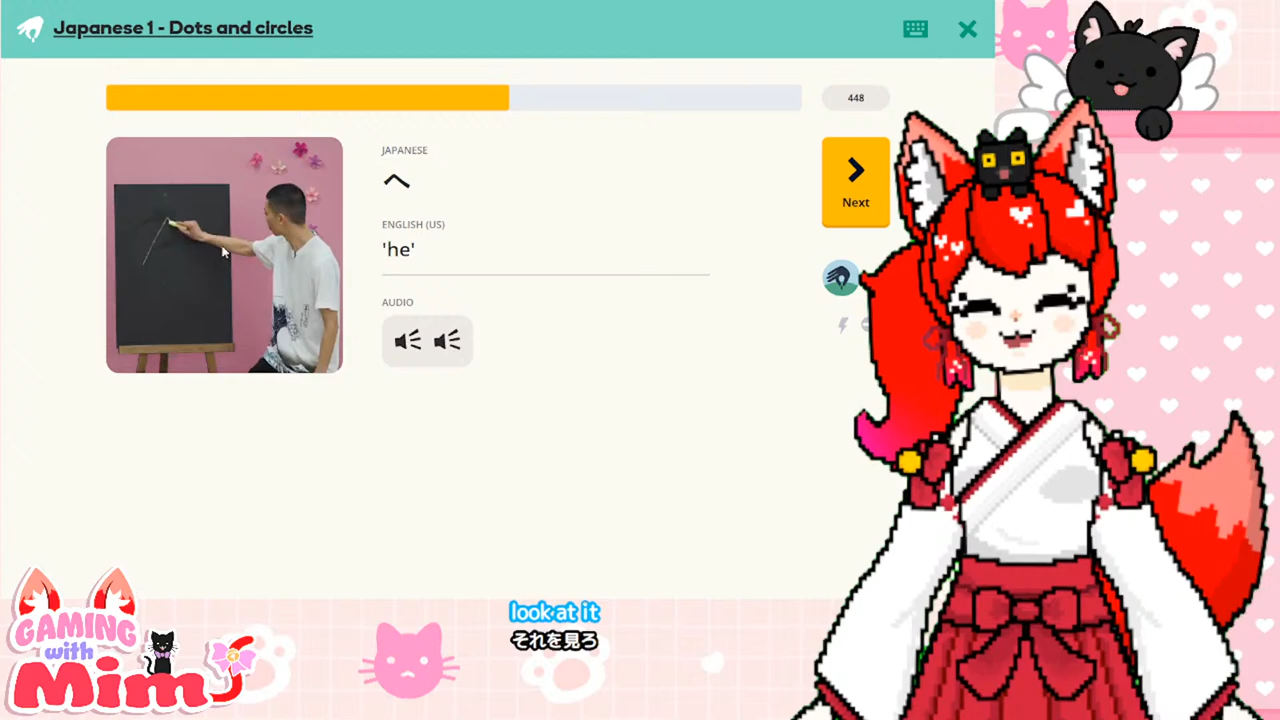 Japanese 1 - Dots and circles
448
JAPANESE
へ
ENGLISH (US)
'he'
AUDIO
Next
look at it
それを見ろ
GAMING
with
Mim